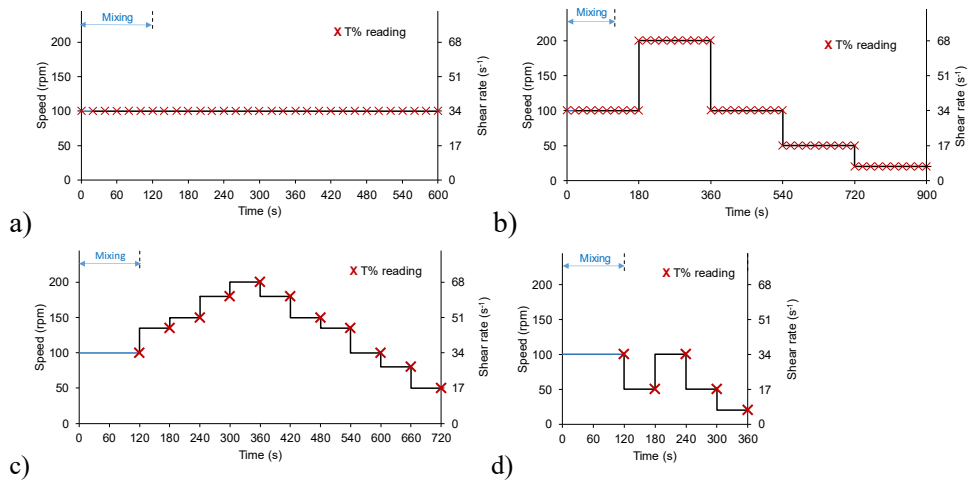 Mixing
T% reading
Speed (rpm)
200
150
100
50
0
68
51
34
17
0
Shear rate (s⁻¹)
0 60 120 180 240 300 360 420 480 540 600
Time (s)
a)
Mixing
T% reading
Speed (rpm)
200
150
100
50
0
68
51
34
17
0
Shear rate (s⁻¹)
0 180 360 540 720 900
Time (s)
b)
Mixing
T% reading
Speed (rpm)
200
150
100
50
0
68
51
34
17
0
Shear rate (s⁻¹)
0 60 120 180 240 300 360 420 480 540 600 660 720
Time (s)
c)
Mixing
T% reading
Speed (rpm)
200
150
100
50
0
68
51
34
17
0
Shear rate (s⁻¹)
0 60 120 180 240 300 360
Time (s)
d)